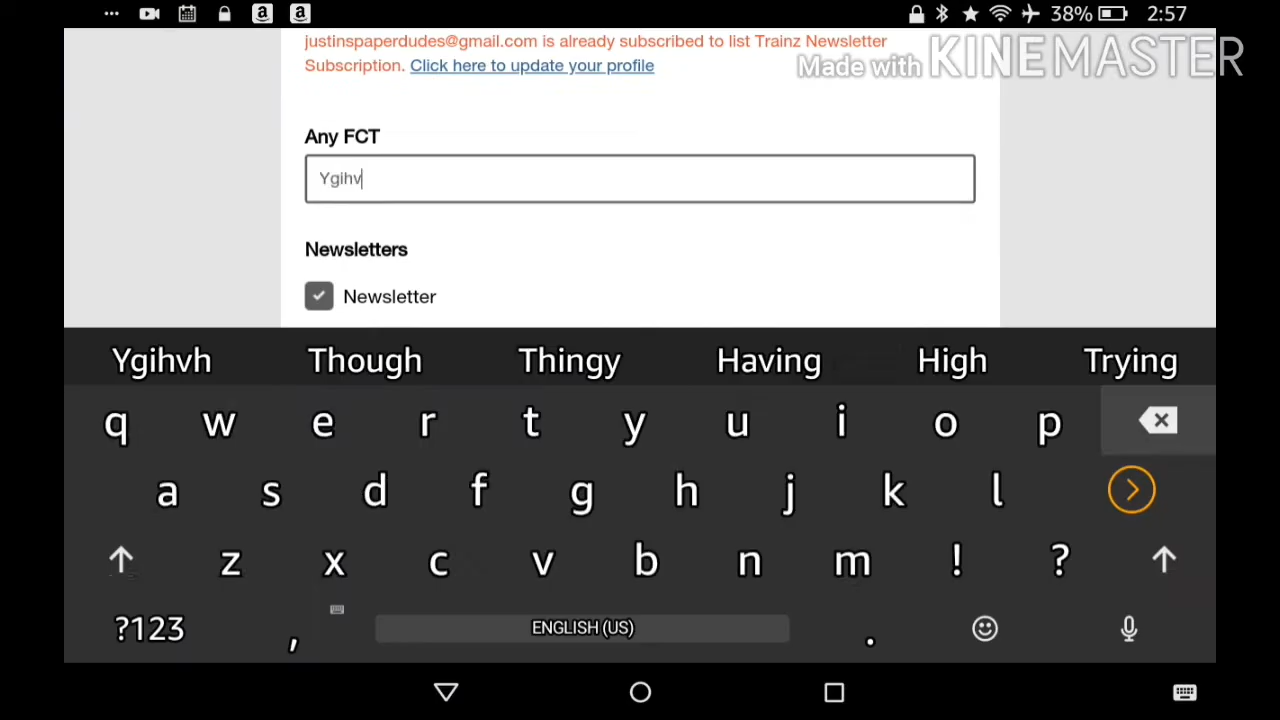 38% 2:57
justinspaperdudes@gmail.com is already subscribed to list Trainz Newsletter
Subscription. Click here to update your profile
Made with KINEMASTER
Any FCT
Ygihv
Newsletters
Newsletter
Ygihvh Though Thingy Having High Trying
q w e r t y u i o p
a s d f g h j k l
z x c v b n m ! ?
?123 , ENGLISH (US) .